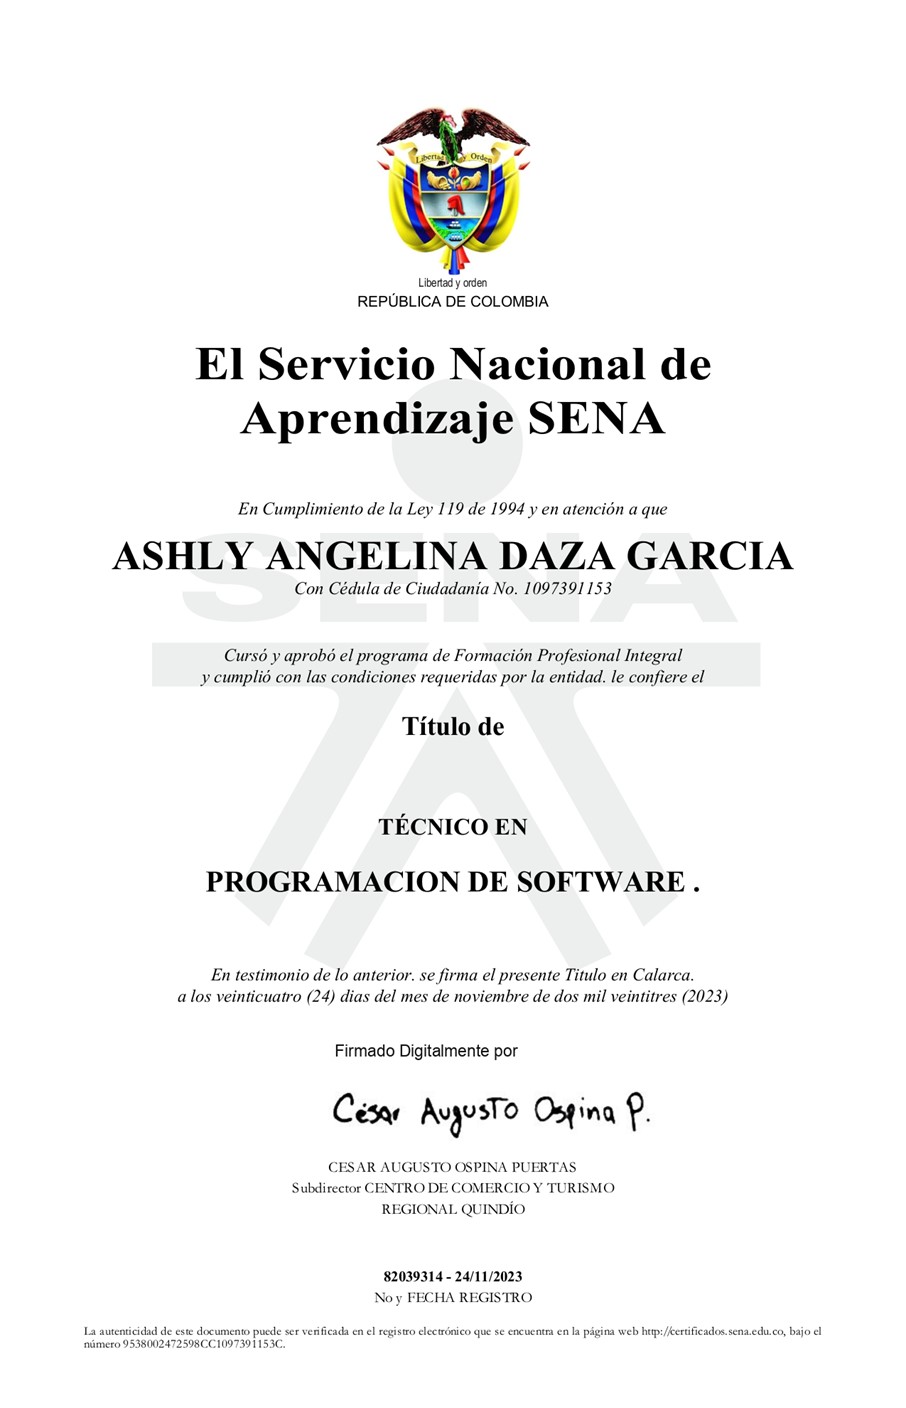 Libertad y Orden
Libertad y orden
REPÚBLICA DE COLOMBIA
El Servicio Nacional de
Aprendizaje SENA
En Cumplimiento de la Ley 119 de 1994 y en atención a que
SENA
ASHLY ANGELINA DAZA GARCIA
Con Cédula de Ciudadanía No. 1097391153
Cursó y aprobó el programa de Formación Profesional Integral
y cumplió con las condiciones requeridas por la entidad. le confiere el
Título de
TÉCNICO EN
PROGRAMACION DE SOFTWARE .
En testimonio de lo anterior. se firma el presente Titulo en Calarca.
a los veinticuatro (24) dias del mes de noviembre de dos mil veintitres (2023)
Firmado Digitalmente por
César Augusto Ospina P.
CESAR AUGUSTO OSPINA PUERTAS
Subdirector CENTRO DE COMERCIO Y TURISMO
REGIONAL QUINDÍO
82039314 - 24/11/2023
No y FECHA REGISTRO
La autenticidad de este documento puede ser verificada en el registro electrónico que se encuentra en la página web http://certificados.sena.edu.co, bajo el
número 9538002472598CC1097391153C.